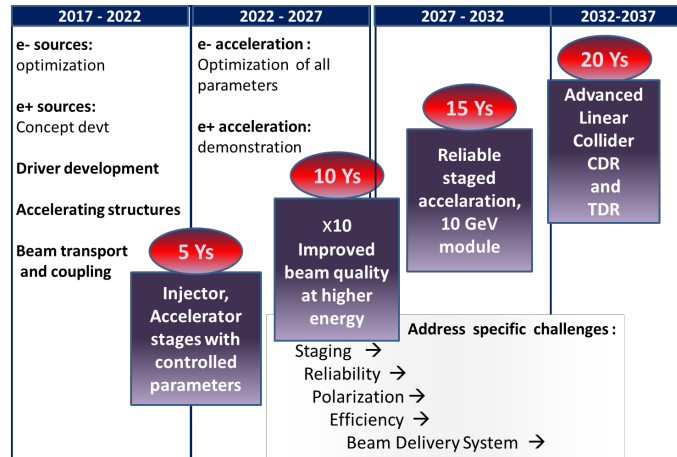 2017 - 2022
2022 - 2027
2027 - 2032
2032-2037
e- sources:
optimization
e+ sources:
Concept devt
Driver development
Accelerating structures
Beam transport
and coupling
e- acceleration :
Optimization of all
parameters
e+ acceleration:
demonstration
5 Ys
Injector,
Accelerator
stages with
controlled
parameters
10 Ys
x10
Improved
beam quality
at higher
energy
15 Ys
Reliable
staged
accelaration,
10 GeV
module
20 Ys
Advanced
Linear
Collider
CDR
and
TDR
Address specific challenges :
Staging →
Reliability →
Polarization →
Efficiency →
Beam Delivery System →